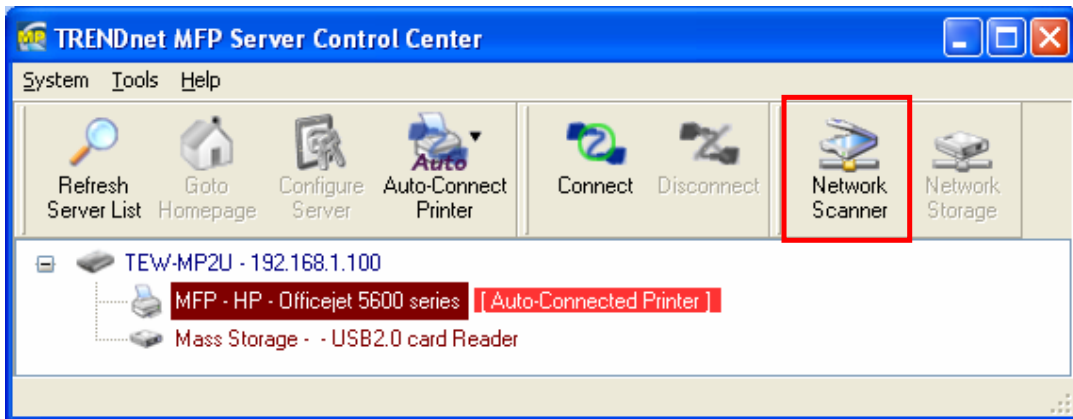 TRENDnet MFP Server Control Center
System Tools Help
Refresh Server List
Goto Homepage
Configure Server
Auto
Auto-Connect Printer
Connect
Disconnect
Network Scanner
Network Storage
TEW-MP2U - 192.168.1.100
MFP - HP - Officejet 5600 series [ Auto-Connected Printer ]
Mass Storage - - USB2.0 card Reader